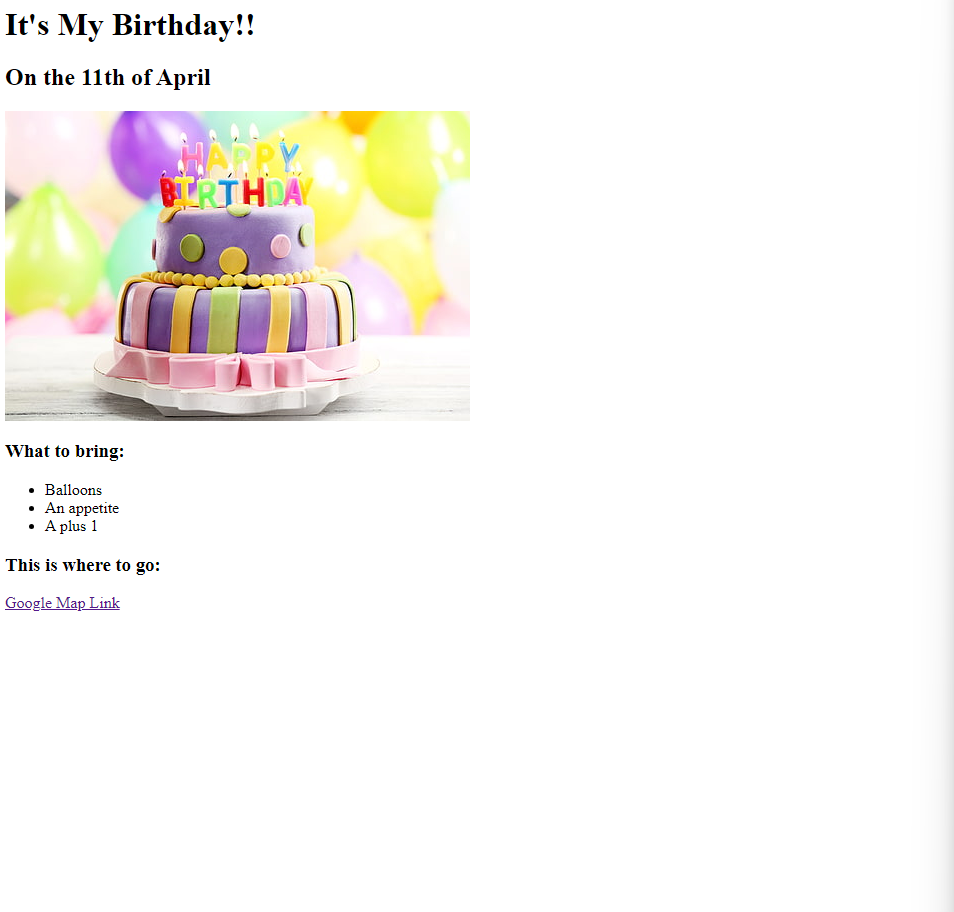 It's My Birthday!!
On the 11th of April
HAPPY
BIRTHDAY
What to bring:
Balloons
An appetite
A plus 1
This is where to go:
Google Map Link